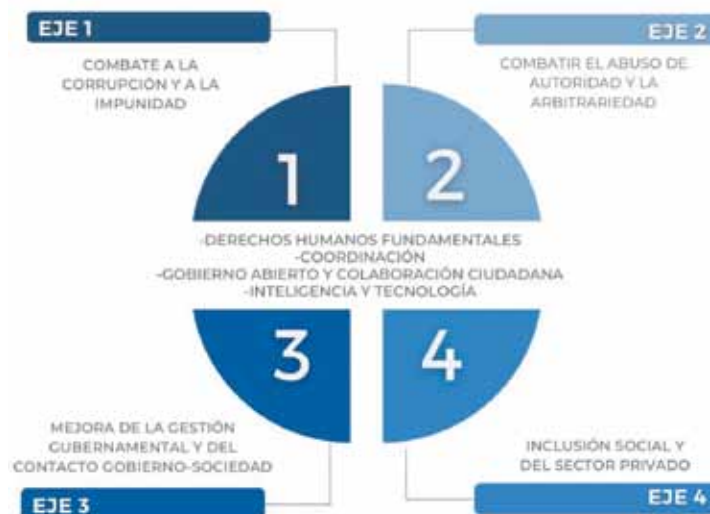 EJE 1
COMBATE A LA
CORRUPCIÓN Y A LA
IMPUNIDAD
EJE 2
COMBATIR EL ABUSO DE
AUTORIDAD Y LA
ARBITRARIEDAD
1
2
-DERECHOS HUMANOS FUNDAMENTALES
-COORDINACIÓN
-GOBIERNO ABIERTO Y COLABORACIÓN CIUDADANA
-INTELIGENCIA Y TECNOLOGÍA
3
4
MEJORA DE LA GESTIÓN
GUBERNAMENTAL Y DEL
CONTACTO GOBIERNO-SOCIEDAD
EJE 3
INCLUSIÓN SOCIAL Y
DEL SECTOR PRIVADO
EJE 4